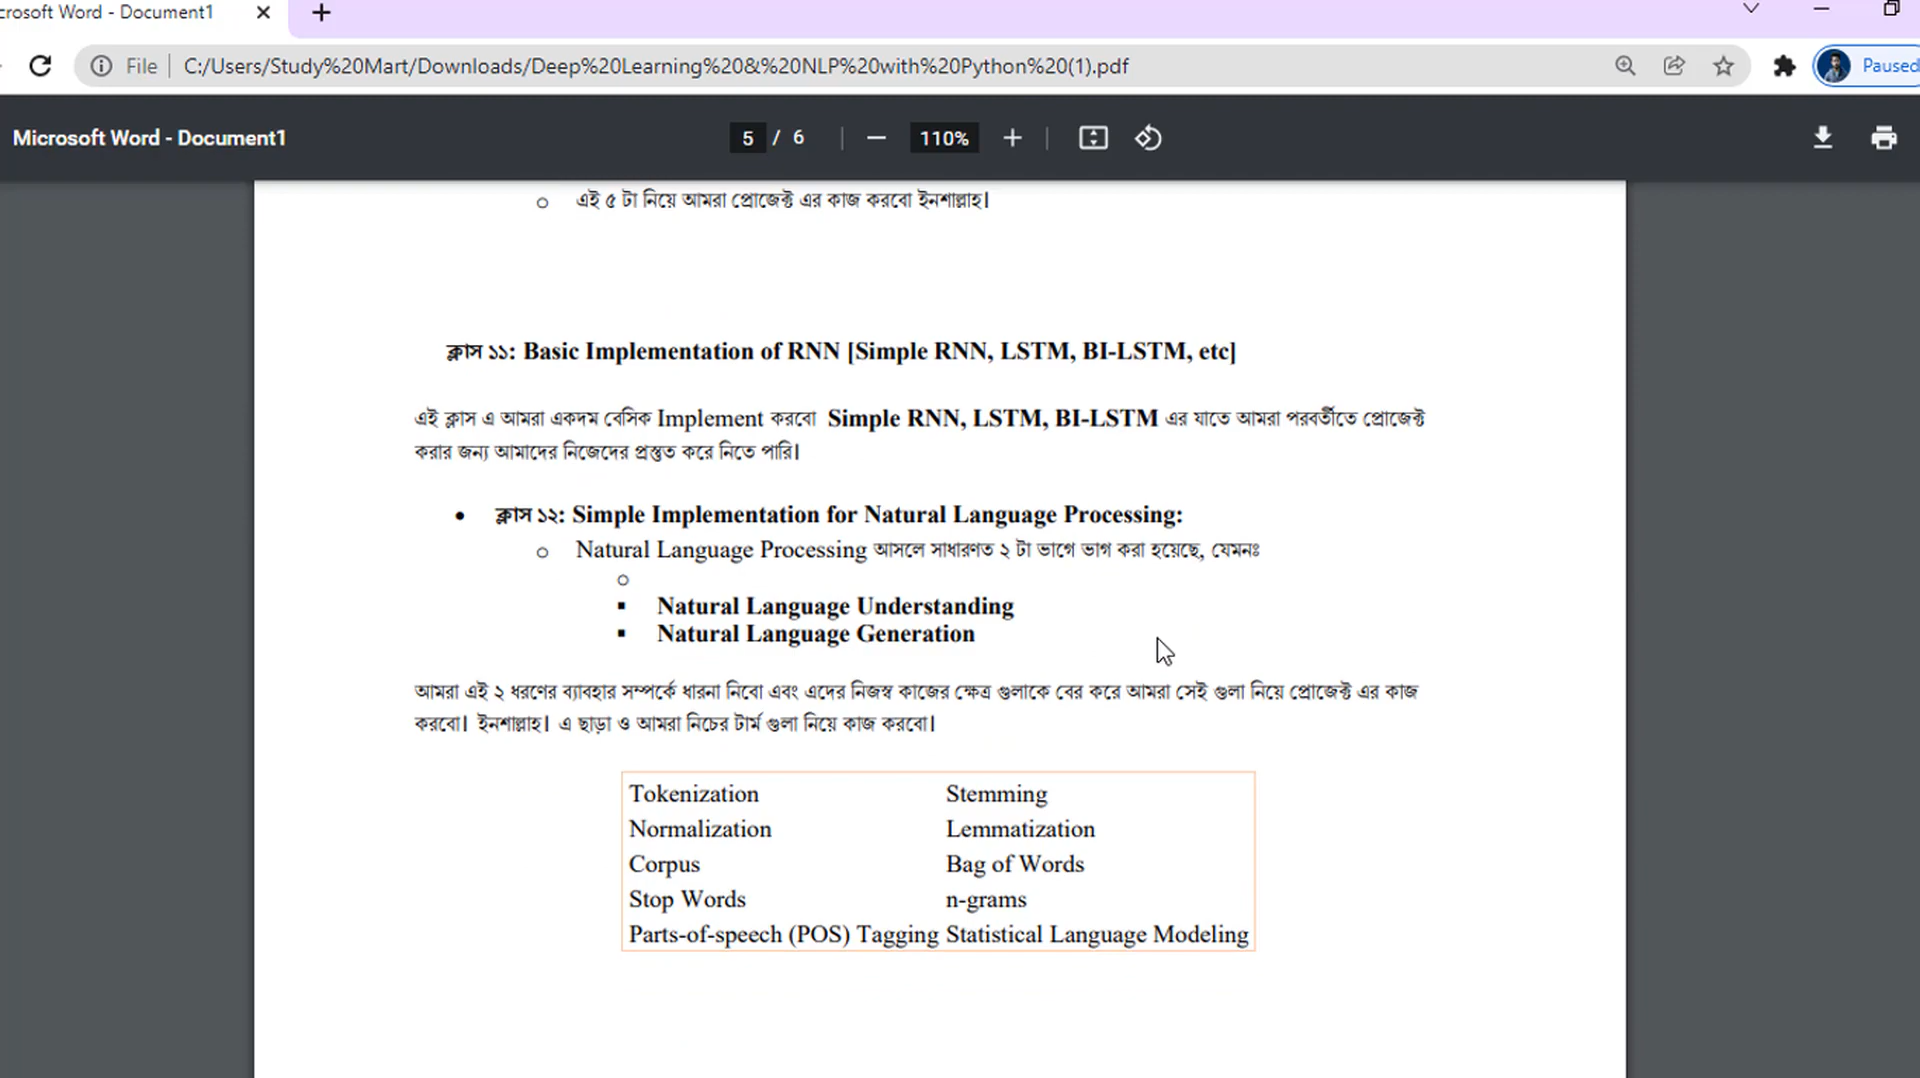 crosoft Word - Document1
File
C:/Users/Study%20Mart/Downloads/Deep%20Learning%20&%20NLP%20with%20Python%20(1).pdf
Paused
Microsoft Word - Document1
5 / 6
110%
এই ৫ টা নিয়ে আমরা প্রোজেক্ট এর কাজ করবো ইনশাল্লাহ।
ক্লাস ১১: Basic Implementation of RNN [Simple RNN, LSTM, BI-LSTM, etc]
এই ক্লাস এ আমরা একদম বেসিক Implement করবো Simple RNN, LSTM, BI-LSTM এর যাতে আমরা পরবর্তীতে প্রোজেক্ট
করার জন্য আমাদের নিজেদের প্রস্তুত করে নিতে পারি।
• ক্লাস ১২: Simple Implementation for Natural Language Processing:
Natural Language Processing আসলে সাধারণত ২ টা ভাগে ভাগ করা হয়েছে, যেমনঃ
Natural Language Understanding
Natural Language Generation
আমরা এই ২ ধরণের ব্যাবহার সম্পর্কে ধারনা নিবো এবং এদের নিজস্ব কাজের ক্ষেত্র গুলাকে বের করে আমরা সেই গুলা নিয়ে প্রোজেক্ট এর কাজ
করবো। ইনশাল্লাহ। এ ছাড়া ও আমরা নিচের টার্ম গুলা নিয়ে কাজ করবো।
Tokenization Stemming
Normalization Lemmatization
Corpus Bag of Words
Stop Words n-grams
Parts-of-speech (POS) Tagging Statistical Language Modeling